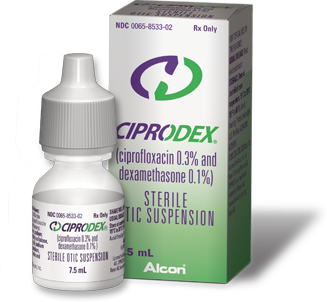 NDC 0065-8533-02 Rx Only
CIPRODEX®
(ciprofloxacin 0.3% and
dexamethasone 0.1%)
STERILE
OTIC SUSPENSION
5 mL
Alcon®
NDC 0065-8533-02 Rx Only
CIPRODEX®
(ciprofloxacin 0.3% and
dexamethasone 0.1%)
STERILE OTIC SUSPENSION
7.5 mL